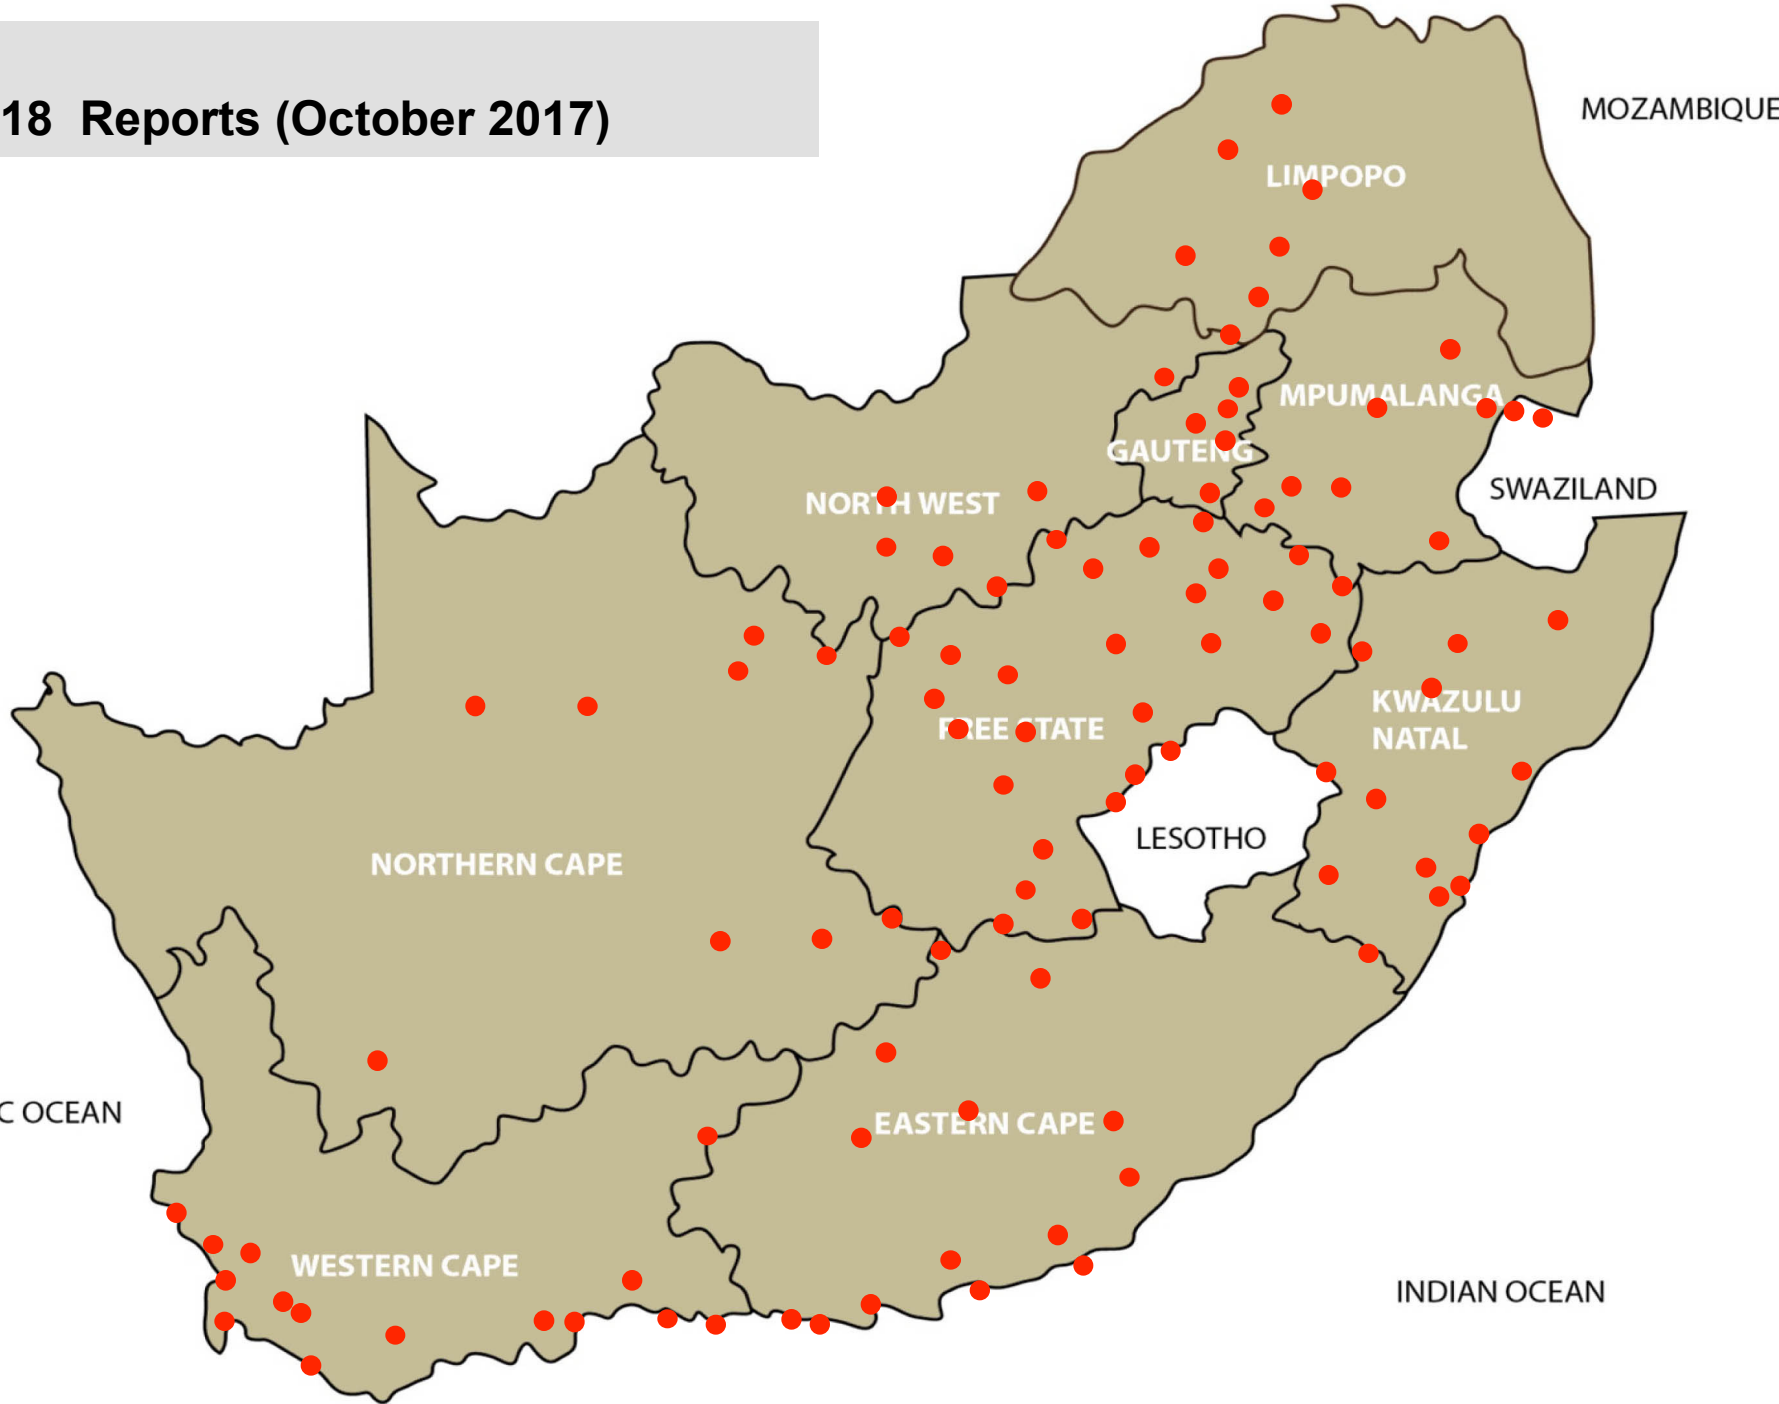 18 Reports (October 2017)
MOZAMBIQUE
LIMPOPO
MPUMALANGA
GAUTENG
SWAZILAND
NORTH WEST
KWAZULU
NATAL
FREE STATE
LESOTHO
NORTHERN CAPE
C OCEAN
EASTERN CAPE
WESTERN CAPE
INDIAN OCEAN